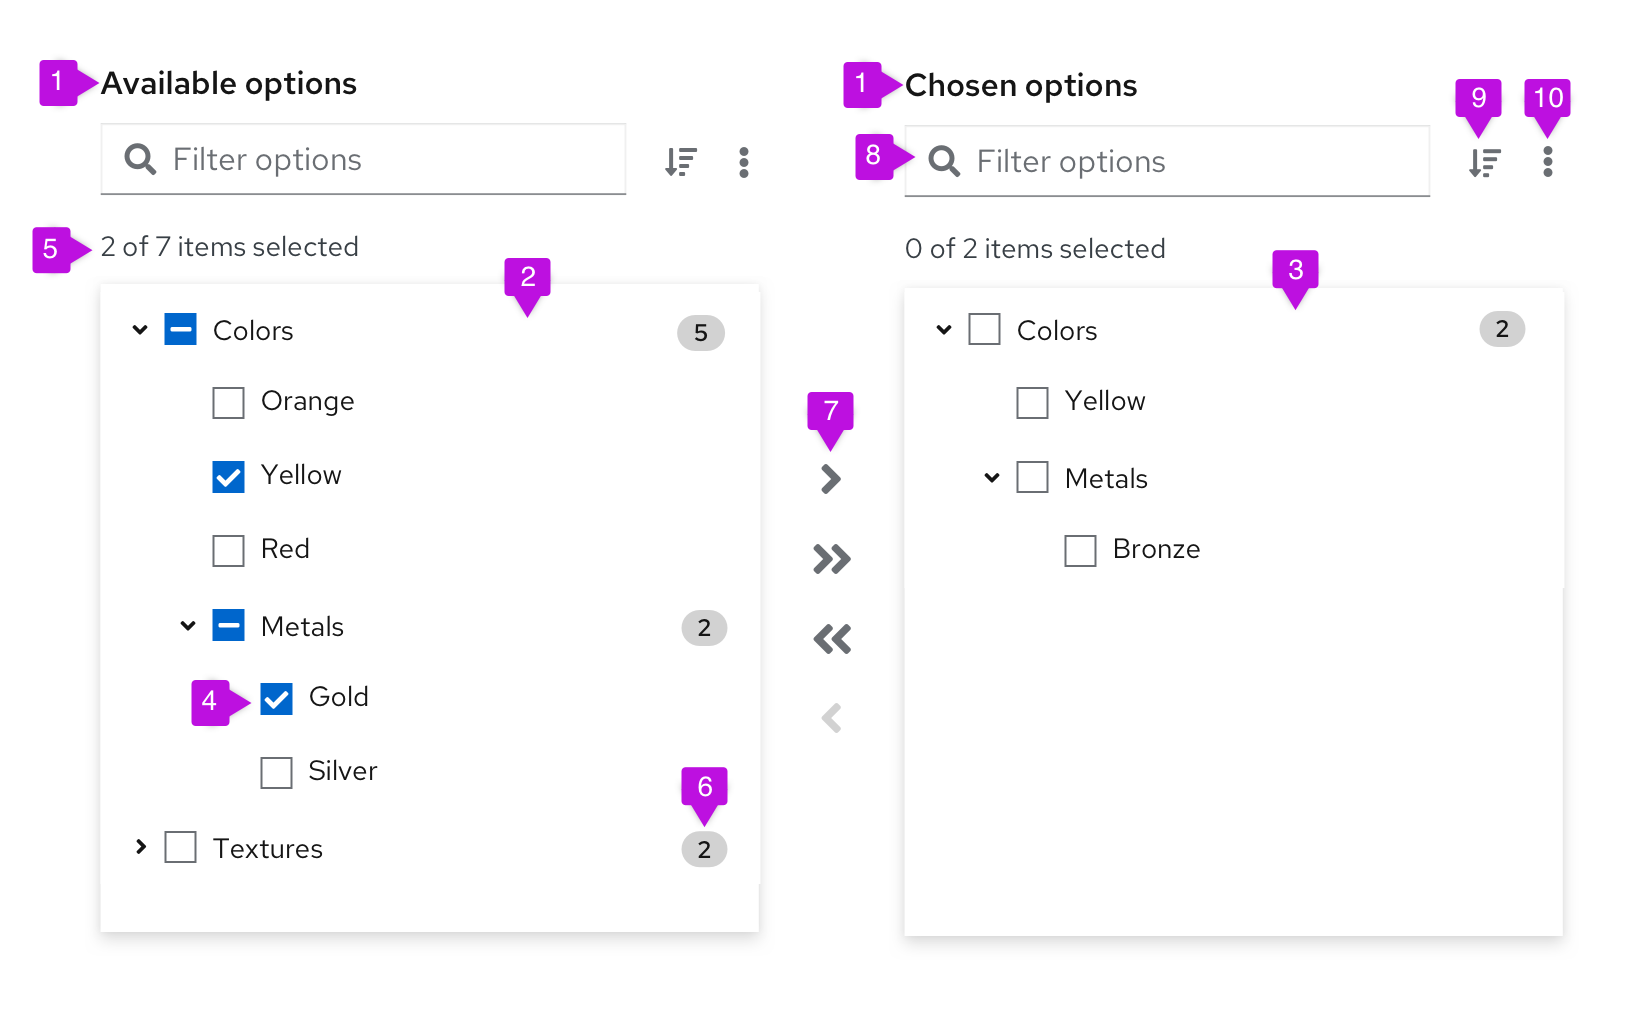 1 Available options
Filter options
5 2 of 7 items selected
2
Colors 5
Orange
Yellow
Red
Metals 2
4 Gold
Silver
6
Textures 2
7
1 Chosen options
9 10
8 Filter options
0 of 2 items selected
3
Colors 2
Yellow
Metals
Bronze